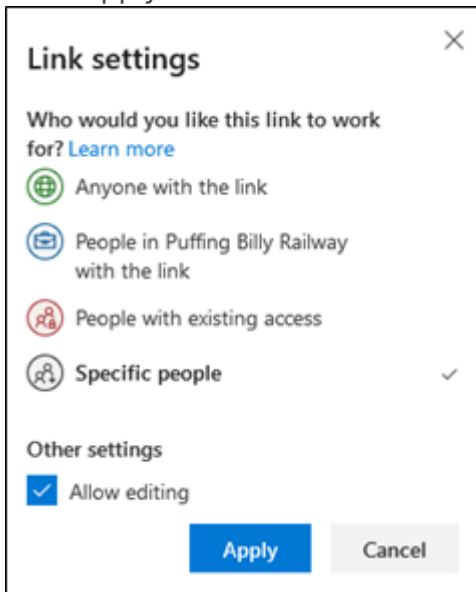 Link settings
Who would you like this link to work
for? Learn more
Anyone with the link
People in Puffing Billy Railway
with the link
People with existing access
Specific people
Other settings
Allow editing
Apply Cancel